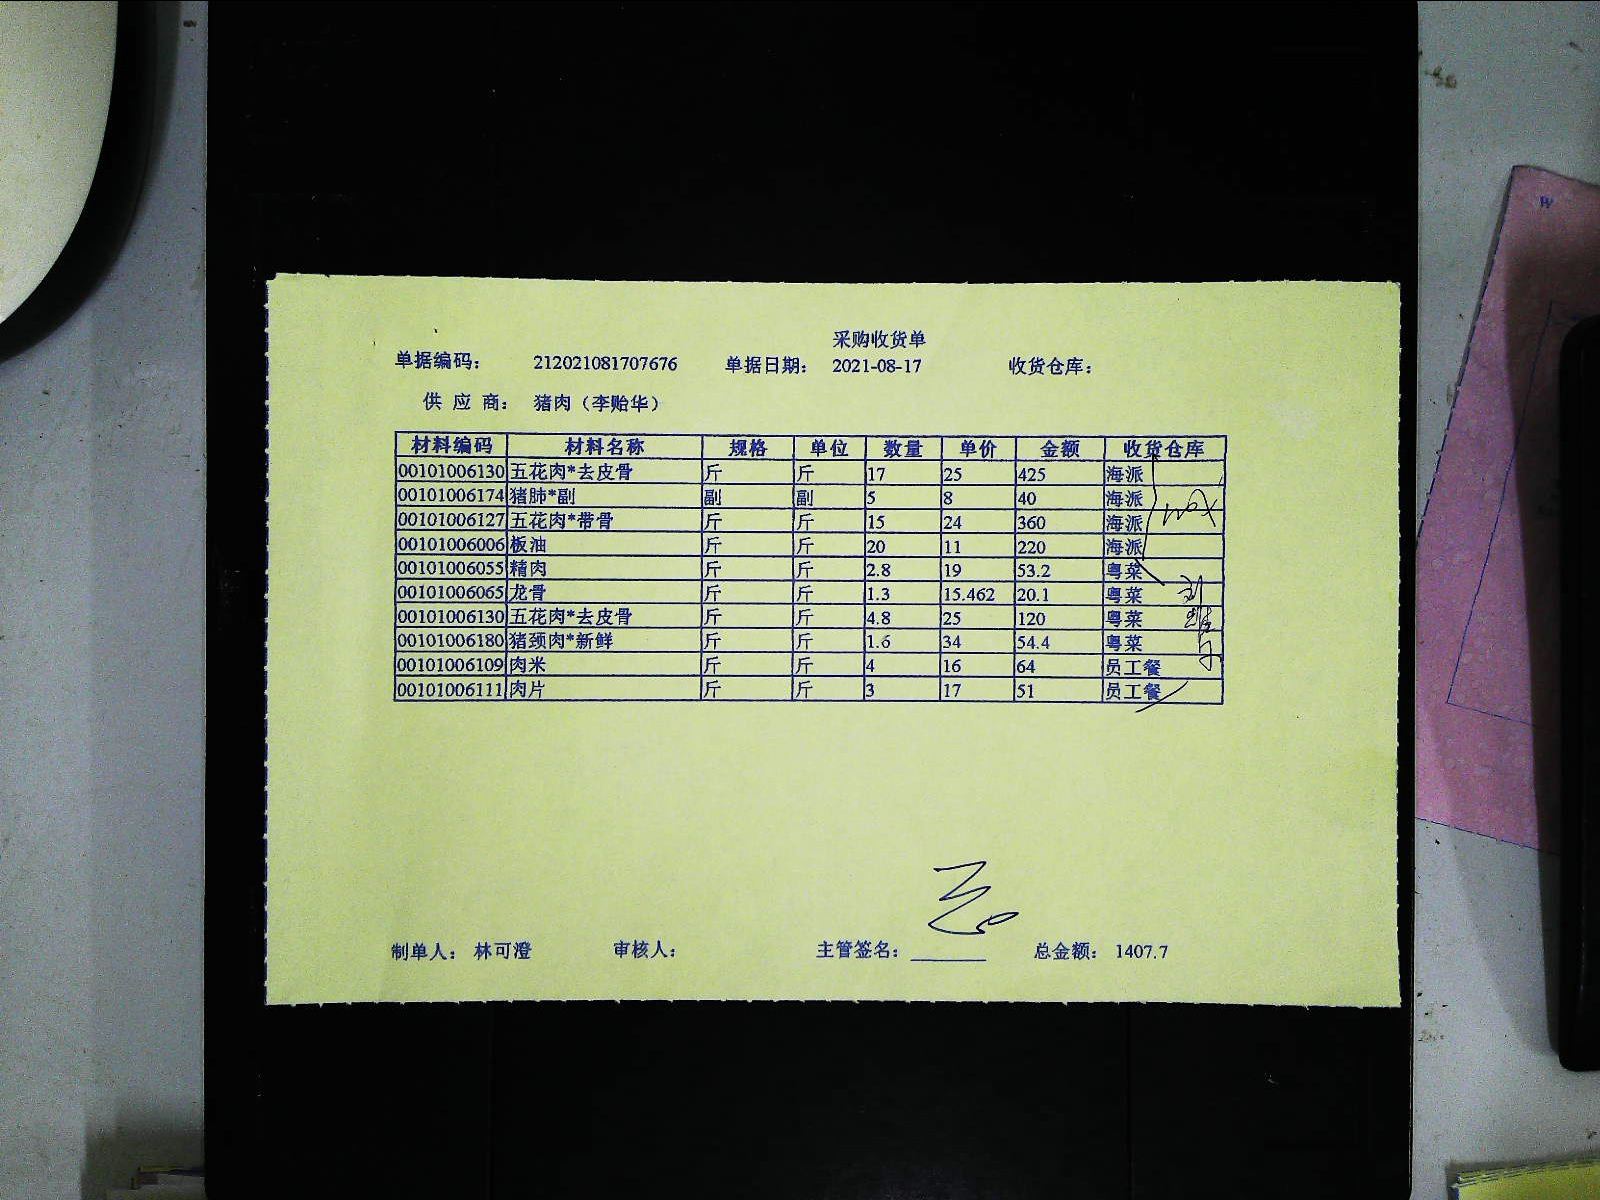 采购收货单
单据编码： 212021081707676 单据日期： 2021-08-17 收货仓库：
供 应 商： 猪肉（李贻华）
材料编码 材料名称 规格 单位 数量 单价 金额 收货仓库
00101006130 五花肉*去皮骨 斤 斤 17 25 425 海派
00101006174 猪肺*副 副 副 5 8 40 海派
00101006127 五花肉*带骨 斤 斤 15 24 360 海派
00101006006 板油 斤 斤 20 11 220 海派
00101006055 精肉 斤 斤 2.8 19 53.2 粤菜
00101006065 龙骨 斤 斤 1.3 15.462 20.1 粤菜
00101006130 五花肉*去皮骨 斤 斤 4.8 25 120 粤菜
00101006180 猪颈肉*新鲜 斤 斤 1.6 34 54.4 粤菜
00101006109 肉米 斤 斤 4 16 64 员工餐
00101006111 肉片 斤 斤 3 17 51 员工餐
制单人： 林可澄 审核人： 主管签名： 总金额： 1407.7